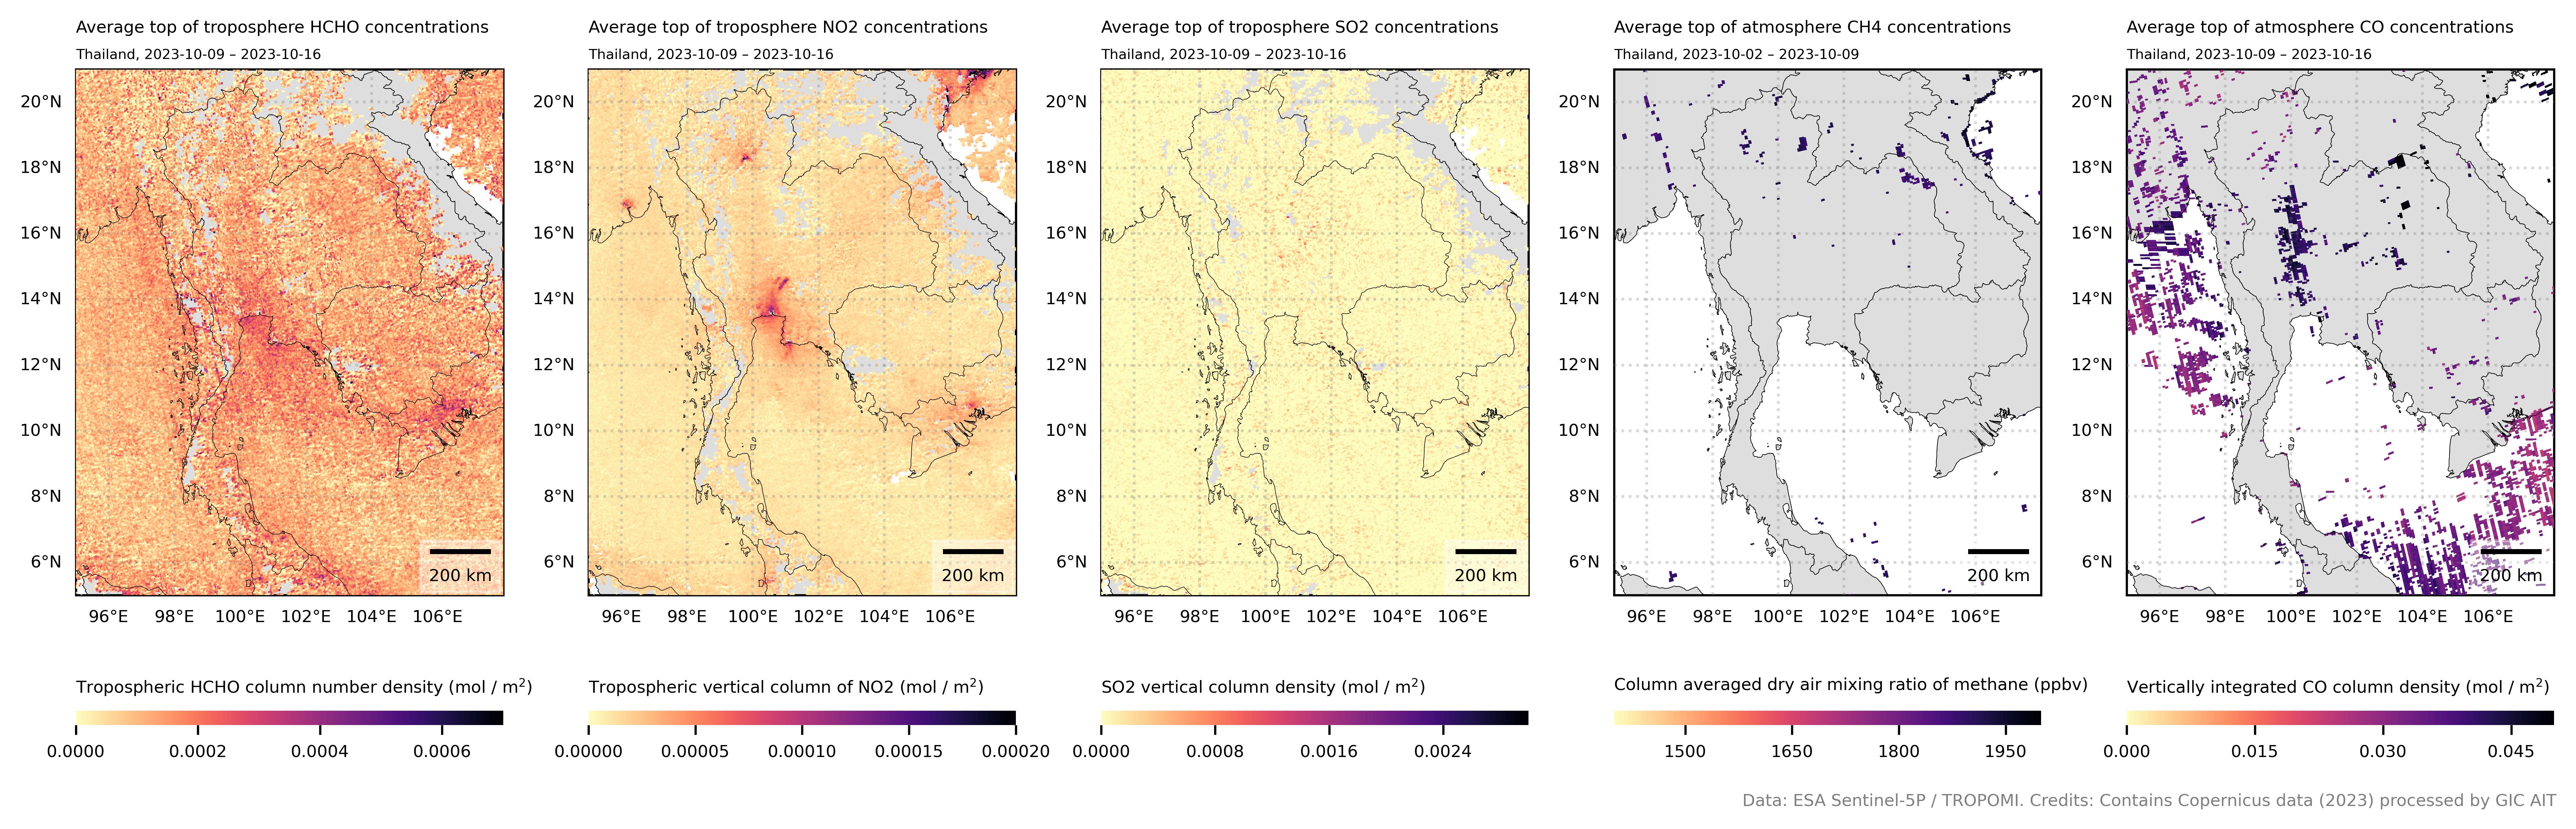 Average top of troposphere HCHO concentrations
Thailand, 2023-10-09 – 2023-10-16
20°N
18°N
16°N
14°N
12°N
10°N
8°N
6°N
200 km
96°E 98°E 100°E 102°E 104°E 106°E
Tropospheric HCHO column number density (mol / m²)
0.0000 0.0002 0.0004 0.0006
Average top of troposphere NO2 concentrations
Thailand, 2023-10-09 – 2023-10-16
20°N
18°N
16°N
14°N
12°N
10°N
8°N
6°N
200 km
96°E 98°E 100°E 102°E 104°E 106°E
Tropospheric vertical column of NO2 (mol / m²)
0.00000 0.00005 0.00010 0.00015 0.00020
Average top of troposphere SO2 concentrations
Thailand, 2023-10-09 – 2023-10-16
20°N
18°N
16°N
14°N
12°N
10°N
8°N
6°N
200 km
96°E 98°E 100°E 102°E 104°E 106°E
SO2 vertical column density (mol / m²)
0.0000 0.0008 0.0016 0.0024
Average top of atmosphere CH4 concentrations
Thailand, 2023-10-02 – 2023-10-09
20°N
18°N
16°N
14°N
12°N
10°N
8°N
6°N
200 km
96°E 98°E 100°E 102°E 104°E 106°E
Column averaged dry air mixing ratio of methane (ppbv)
1500 1650 1800 1950
Average top of atmosphere CO concentrations
Thailand, 2023-10-09 – 2023-10-16
20°N
18°N
16°N
14°N
12°N
10°N
8°N
6°N
200 km
96°E 98°E 100°E 102°E 104°E 106°E
Vertically integrated CO column density (mol / m²)
0.000 0.015 0.030 0.045
Data: ESA Sentinel-5P / TROPOMI. Credits: Contains Copernicus data (2023) processed by GIC AIT